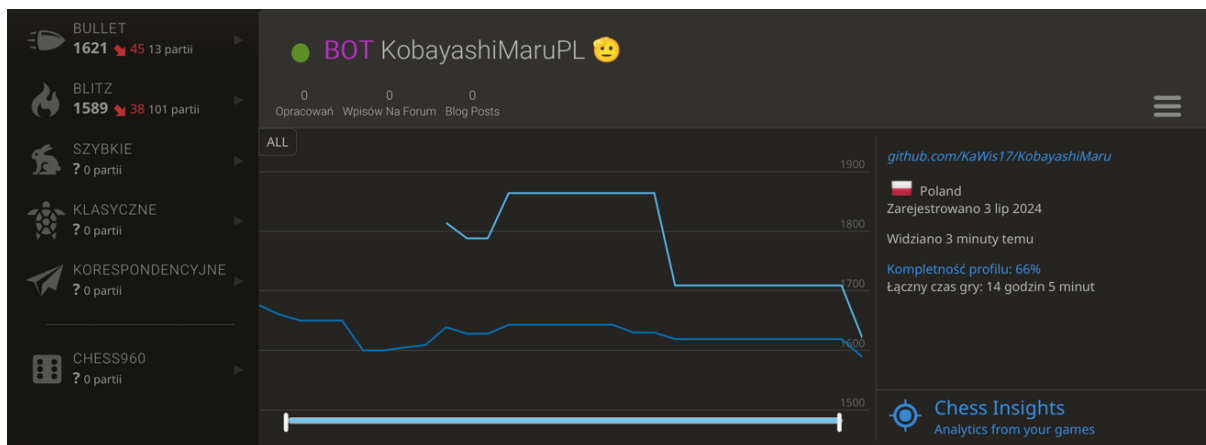 BULLET
1621 45 13 partii
BLITZ
1589 38 101 partii
SZYBKIE
? 0 partii
KLASYCZNE
? 0 partii
KORESPONDENCYJNE
? 0 partii
CHESS960
? 0 partii
BOT KobayashiMaruPL
0 0 0
Opracowań Wpisów Na Forum Blog Posts
ALL
1900
1800
1700
1600
1500
github.com/KaWis17/KobayashiMaru
Poland
Zarejestrowano 3 lip 2024
Widziano 3 minuty temu
Kompletność profilu: 66%
Łączny czas gry: 14 godzin 5 minut
Chess Insights
Analytics from your games